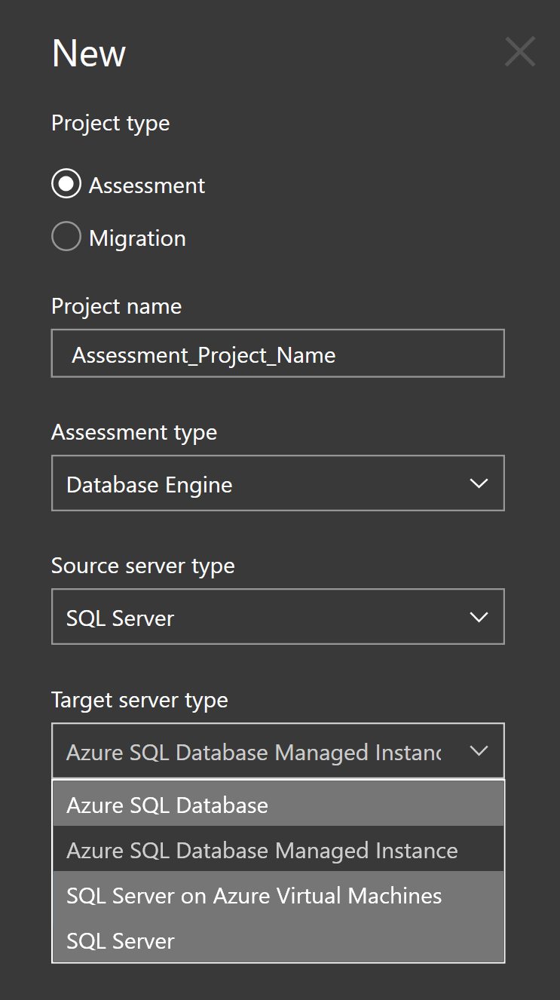 New
Project type
Assessment
Migration
Project name
Assessment_Project_Name
Assessment type
Database Engine
Source server type
SQL Server
Target server type
Azure SQL Database Managed Instanc
Azure SQL Database
Azure SQL Database Managed Instance
SQL Server on Azure Virtual Machines
SQL Server